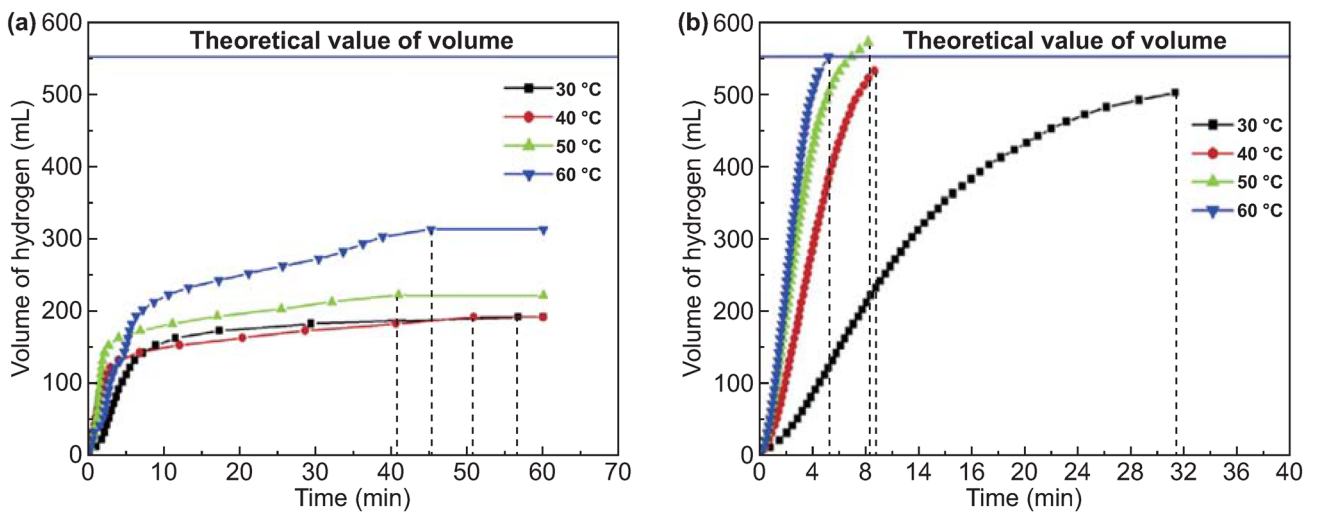 (a)
Theoretical value of volume
600
500
400
300
200
100
0
Volume of hydrogen (mL)
30 °C
40 °C
50 °C
60 °C
0 10 20 30 40 50 60 70
Time (min)
(b)
Theoretical value of volume
600
500
400
300
200
100
0
Volume of hydrogen (mL)
30 °C
40 °C
50 °C
60 °C
0 4 8 14 16 20 24 28 32 36 40
Time (min)